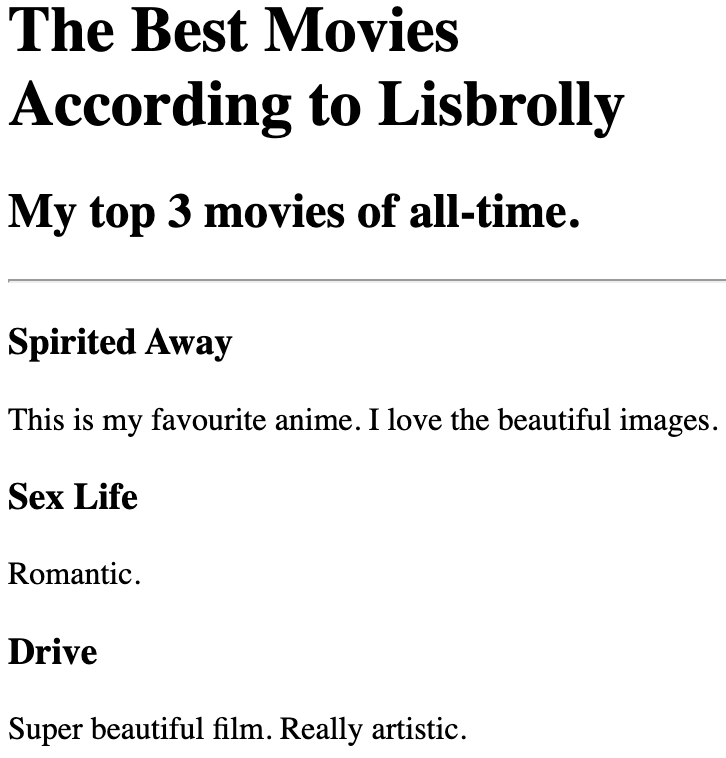 The Best Movies
According to Lisbrolly
My top 3 movies of all-time.
Spirited Away
This is my favourite anime. I love the beautiful images.
Sex Life
Romantic.
Drive
Super beautiful film. Really artistic.